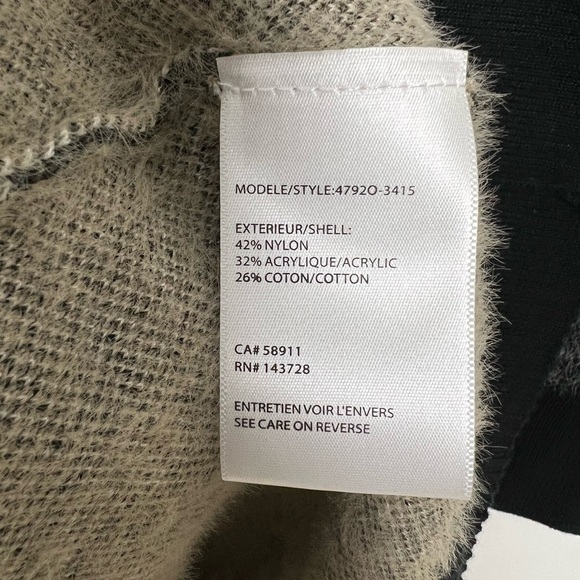 MODELE/STYLE:4792O-3415
EXTERIEUR/SHELL:
42% NYLON
32% ACRYLIQUE/ACRYLIC
26% COTON/COTTON
CA# 58911
RN# 143728
ENTRETIEN VOIR L'ENVERS
SEE CARE ON REVERSE